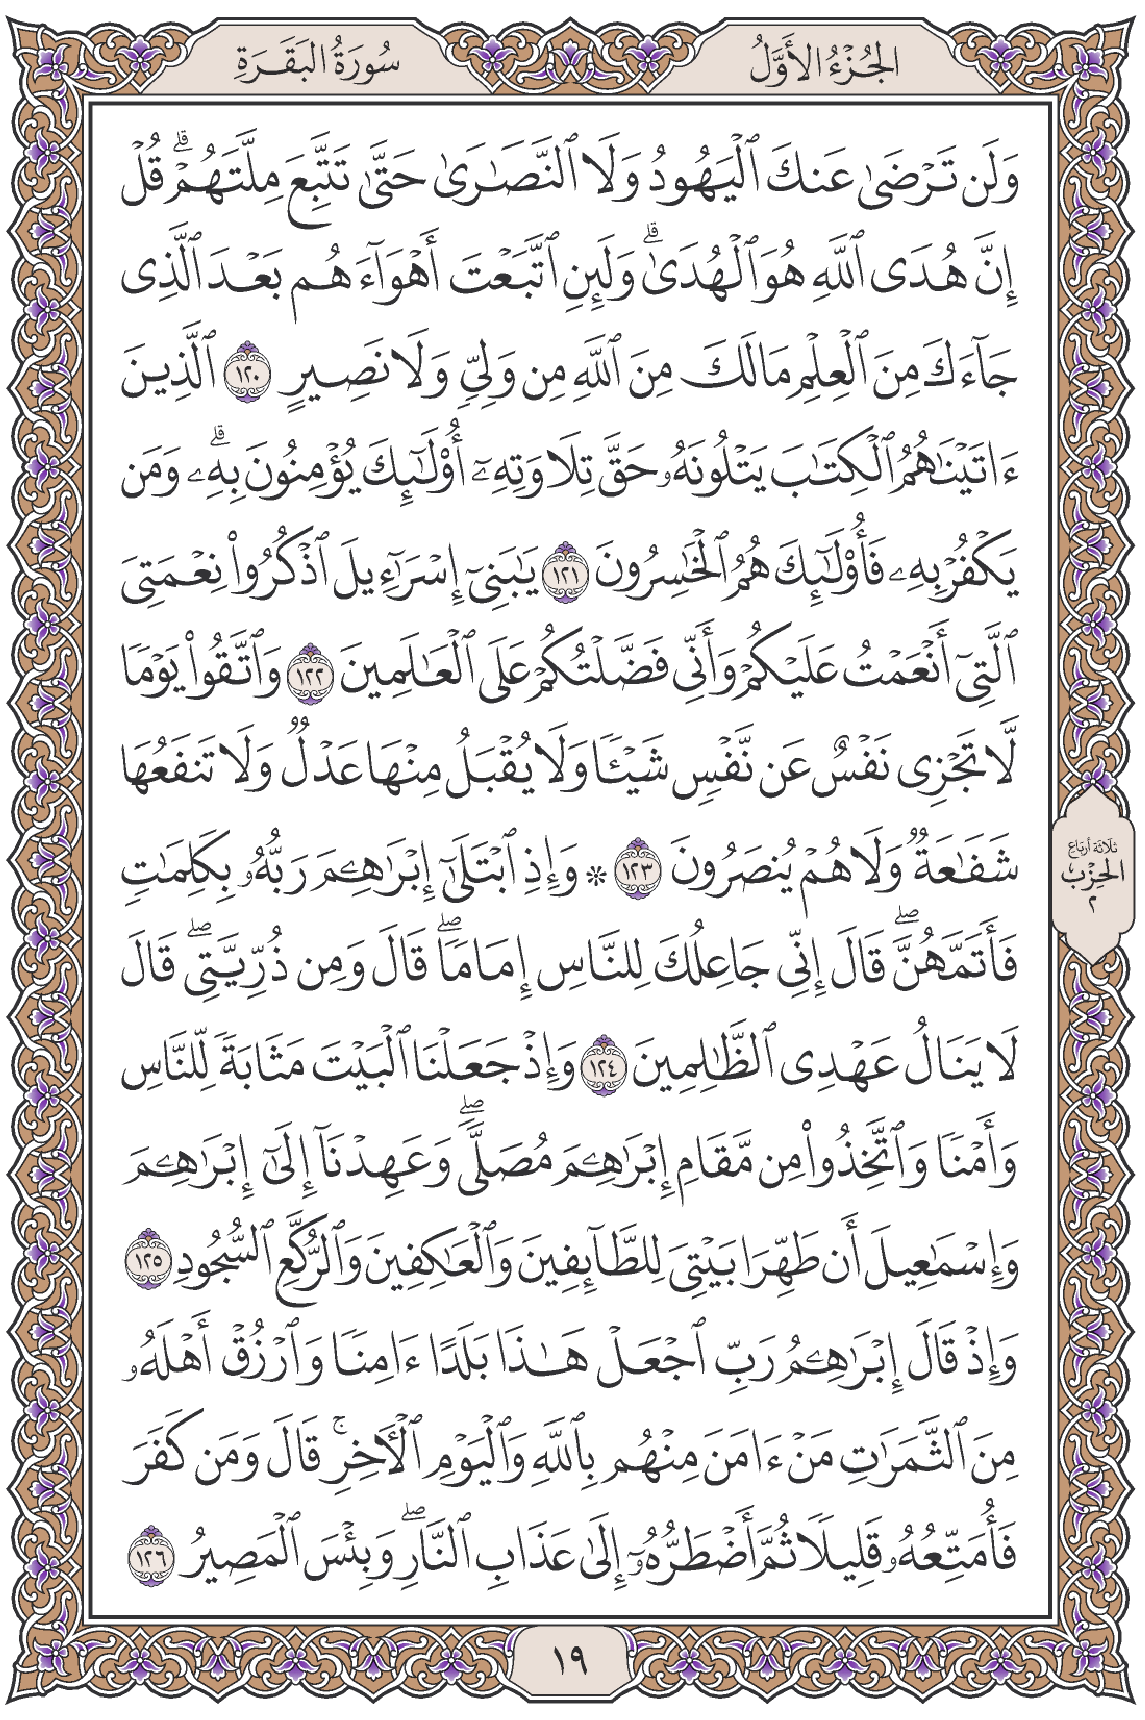 الجُزْءُ الأَوَّلُ
سُورَةُ البَقَرَةِ
وَلَن تَرْضَىٰ عَنكَ ٱلْيَهُودُ وَلَا ٱلنَّصَٰرَىٰ حَتَّىٰ تَتَّبِعَ مِلَّتَهُمْ ۗ قُلْ
إِنَّ هُدَى ٱللَّهِ هُوَ ٱلْهُدَىٰ ۗ وَلَئِنِ ٱتَّبَعْتَ أَهْوَآءَهُم بَعْدَ ٱلَّذِى
جَآءَكَ مِنَ ٱلْعِلْمِ مَا لَكَ مِنَ ٱللَّهِ مِن وَلِىٍّ وَلَا نَصِيرٍ ١٢٠ ٱلَّذِينَ
ءَاتَيْنَٰهُمُ ٱلْكِتَٰبَ يَتْلُونَهُۥ حَقَّ تِلَاوَتِهِۦٓ أُو۟لَٰٓئِكَ يُؤْمِنُونَ بِهِۦ ۗ وَمَن
يَكْفُرْ بِهِۦ فَأُو۟لَٰٓئِكَ هُمُ ٱلْخَٰسِرُونَ ١٢١ يَٰبَنِىٓ إِسْرَٰٓءِيلَ ٱذْكُرُوا۟ نِعْمَتِىَ
ٱلَّتِىٓ أَنْعَمْتُ عَلَيْكُمْ وَأَنِّى فَضَّلْتُكُمْ عَلَى ٱلْعَٰلَمِينَ ١٢٢ وَٱتَّقُوا۟ يَوْمًا
لَّا تَجْزِى نَفْسٌ عَن نَّفْسٍ شَيْـًٔا وَلَا يُقْبَلُ مِنْهَا عَدْلٌ وَلَا تَنفَعُهَا
شَفَٰعَةٌ وَلَا هُمْ يُنصَرُونَ ١٢٣ ۞ وَإِذِ ٱبْتَلَىٰٓ إِبْرَٰهِۦمَ رَبُّهُۥ بِكَلِمَٰتٍ
فَأَتَمَّهُنَّ ۖ قَالَ إِنِّى جَاعِلُكَ لِلنَّاسِ إِمَامًا ۖ قَالَ وَمِن ذُرِّيَّتِى ۖ قَالَ
لَا يَنَالُ عَهْدِى ٱلظَّٰلِمِينَ ١٢٤ وَإِذْ جَعَلْنَا ٱلْبَيْتَ مَثَابَةً لِّلنَّاسِ
وَأَمْنًا وَٱتَّخِذُوا۟ مِن مَّقَامِ إِبْرَٰهِۦمَ مُصَلًّى ۖ وَعَهِدْنَآ إِلَىٰٓ إِبْرَٰهِۦمَ
وَإِسْمَٰعِيلَ أَن طَهِّرَا بَيْتِىَ لِلطَّآئِفِينَ وَٱلْعَٰكِفِينَ وَٱلرُّكَّعِ ٱلسُّجُودِ ١٢٥
وَإِذْ قَالَ إِبْرَٰهِۦمُ رَبِّ ٱجْعَلْ هَٰذَا بَلَدًا ءَامِنًا وَٱرْزُقْ أَهْلَهُۥ
مِنَ ٱلثَّمَرَٰتِ مَنْ ءَامَنَ مِنْهُم بِٱللَّهِ وَٱلْيَوْمِ ٱلْءَاخِرِ ۚ قَالَ وَمَن كَفَرَ
فَأُمَتِّعُهُۥ قَلِيلًا ثُمَّ أَضْطَرُّهُۥٓ إِلَىٰ عَذَابِ ٱلنَّارِ ۖ وَبِئْسَ ٱلْمَصِيرُ ١٢٦
ثلاثة أرباع
الحِزْب
٢
١٩